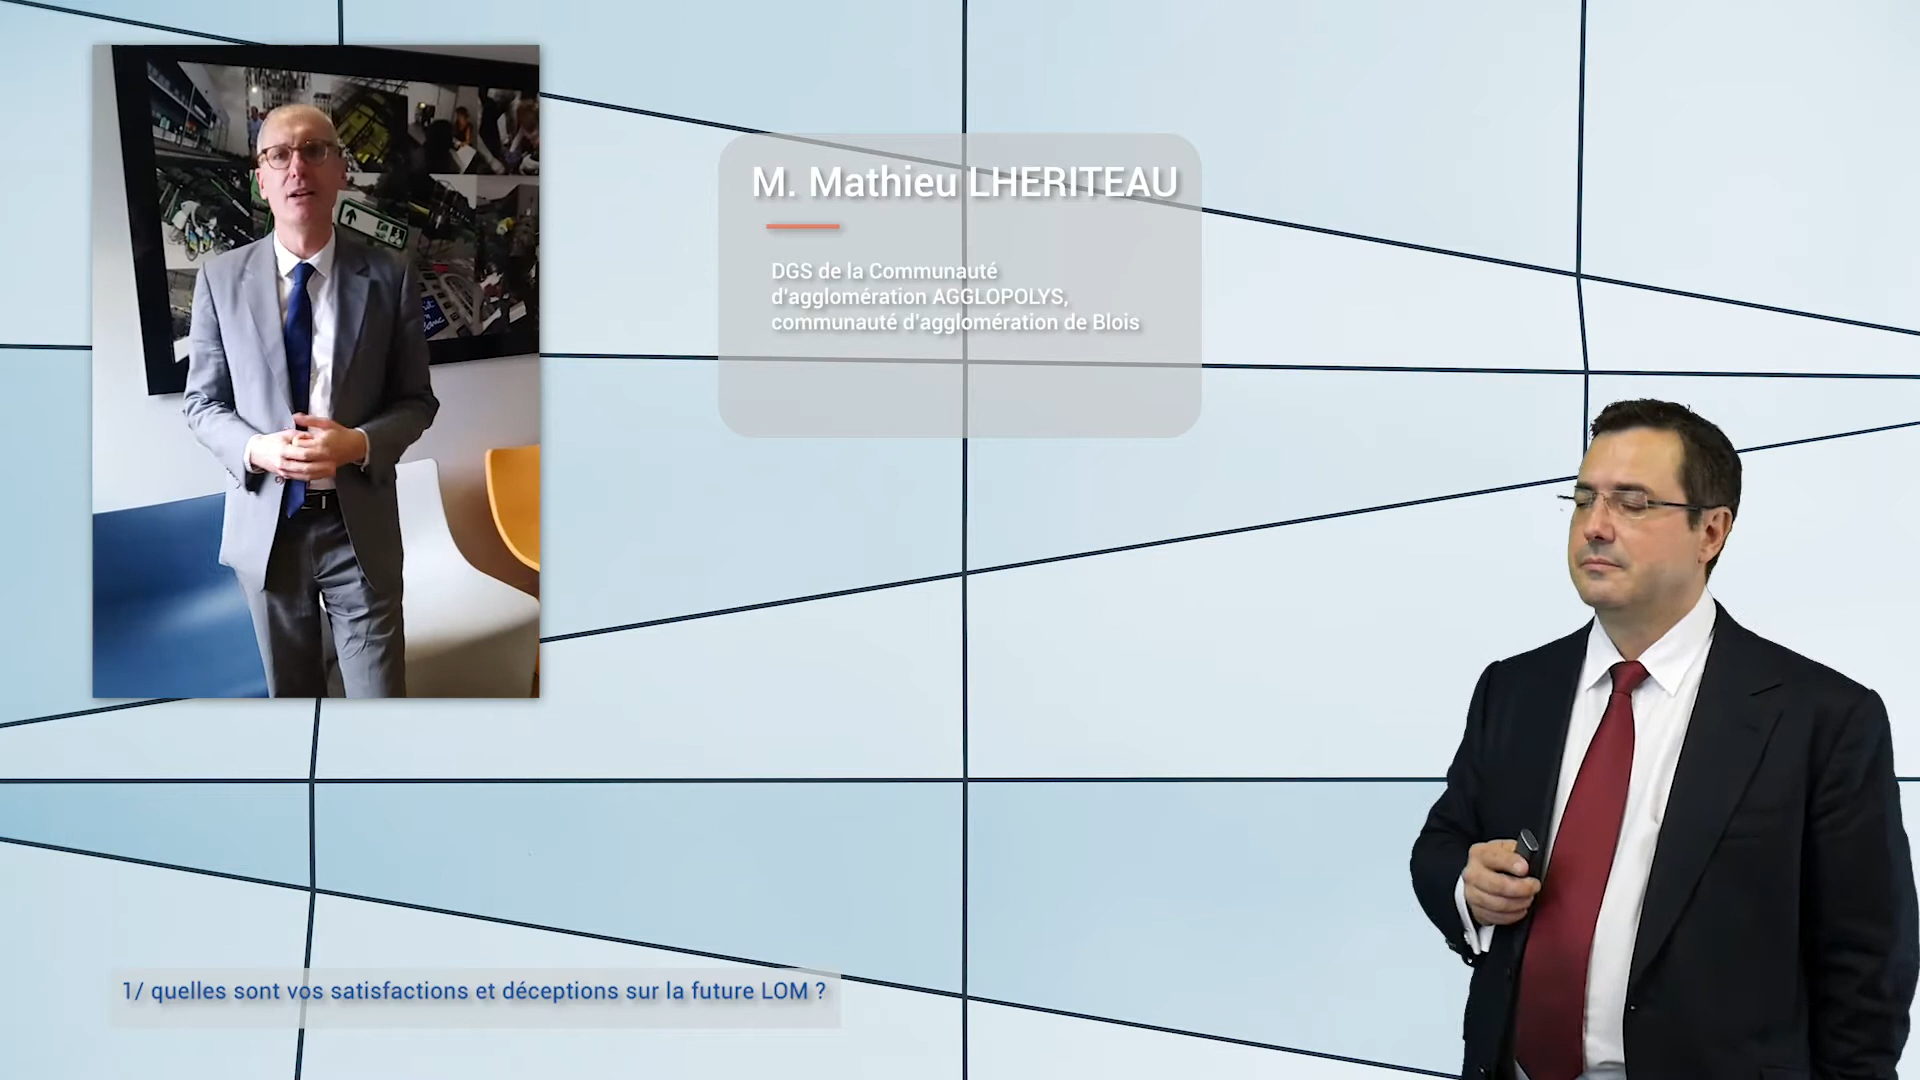 M. Mathieu LHERITEAU
DGS de la Communauté
d'agglomération AGGLOPOLYS,
communauté d'agglomération de Blois
1/ quelles sont vos satisfactions et déceptions sur la future LOM ?